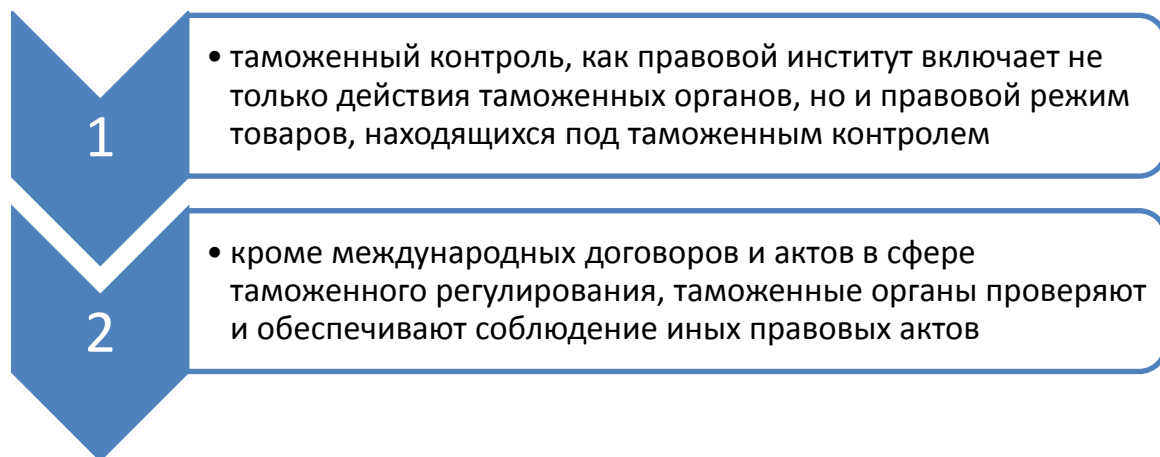 1
• таможенный контроль, как правовой институт включает не
только действия таможенных органов, но и правовой режим
товаров, находящихся под таможенным контролем
2
• кроме международных договоров и актов в сфере
таможенного регулирования, таможенные органы проверяют
и обеспечивают соблюдение иных правовых актов